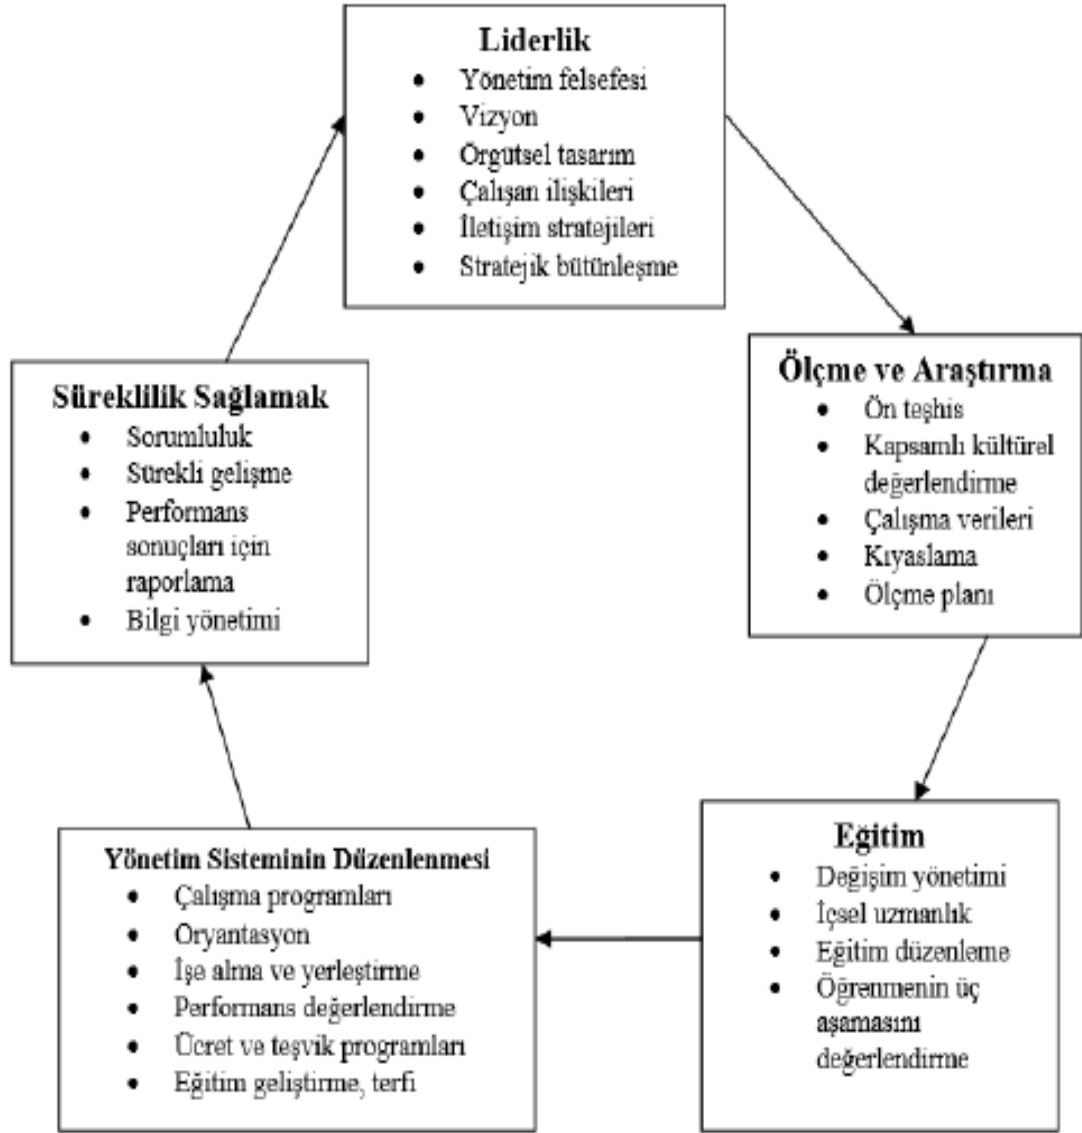 Liderlik
• Yönetim felsefesi
• Vizyon
• Örgütsel tasarım
• Çalışan ilişkileri
• İletişim stratejileri
• Stratejik bütünleşme
Ölçme ve Araştırma
• Ön teşhis
• Kapsamlı kültürel
değerlendirme
• Çalışma verileri
• Kıyaslama
• Ölçme planı
Eğitim
• Değişim yönetimi
• İçsel uzmanlık
• Eğitim düzenleme
• Öğrenmenin üç
aşamasını
değerlendirme
Yönetim Sisteminin Düzenlenmesi
• Çalışma programları
• Oryantasyon
• İşe alma ve yerleştirme
• Performans değerlendirme
• Ücret ve teşvik programları
• Eğitim geliştirme, terfi
Süreklilik Sağlamak
• Sorumluluk
• Sürekli gelişme
• Performans
sonuçları için
raporlama
• Bilgi yönetimi